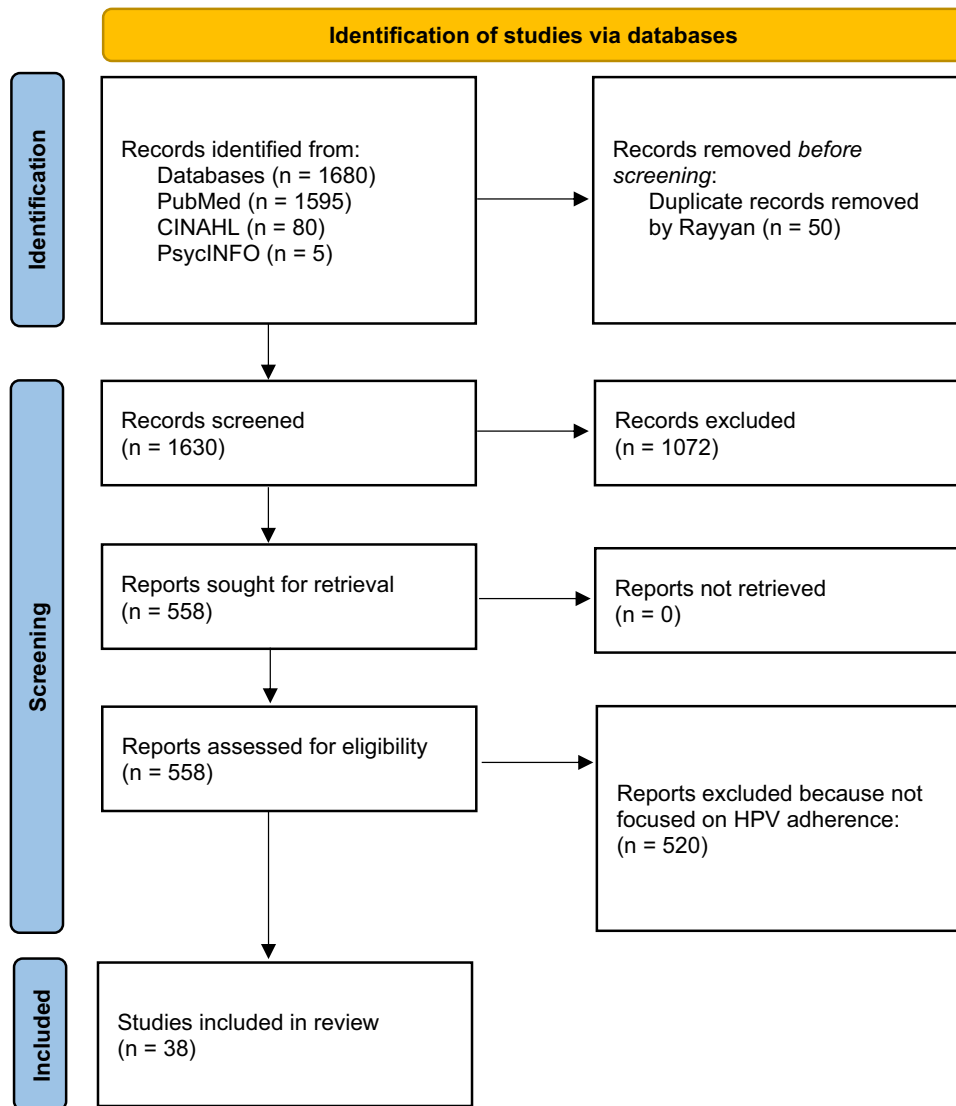 Identification of studies via databases
Identification
Records identified from:
Databases (n = 1680)
PubMed (n = 1595)
CINAHL (n = 80)
PsycINFO (n = 5)
Records removed before
screening:
Duplicate records removed
by Rayyan (n = 50)
Screening
Records screened
(n = 1630)
Records excluded
(n = 1072)
Reports sought for retrieval
(n = 558)
Reports not retrieved
(n = 0)
Reports assessed for eligibility
(n = 558)
Reports excluded because not
focused on HPV adherence:
(n = 520)
Included
Studies included in review
(n = 38)